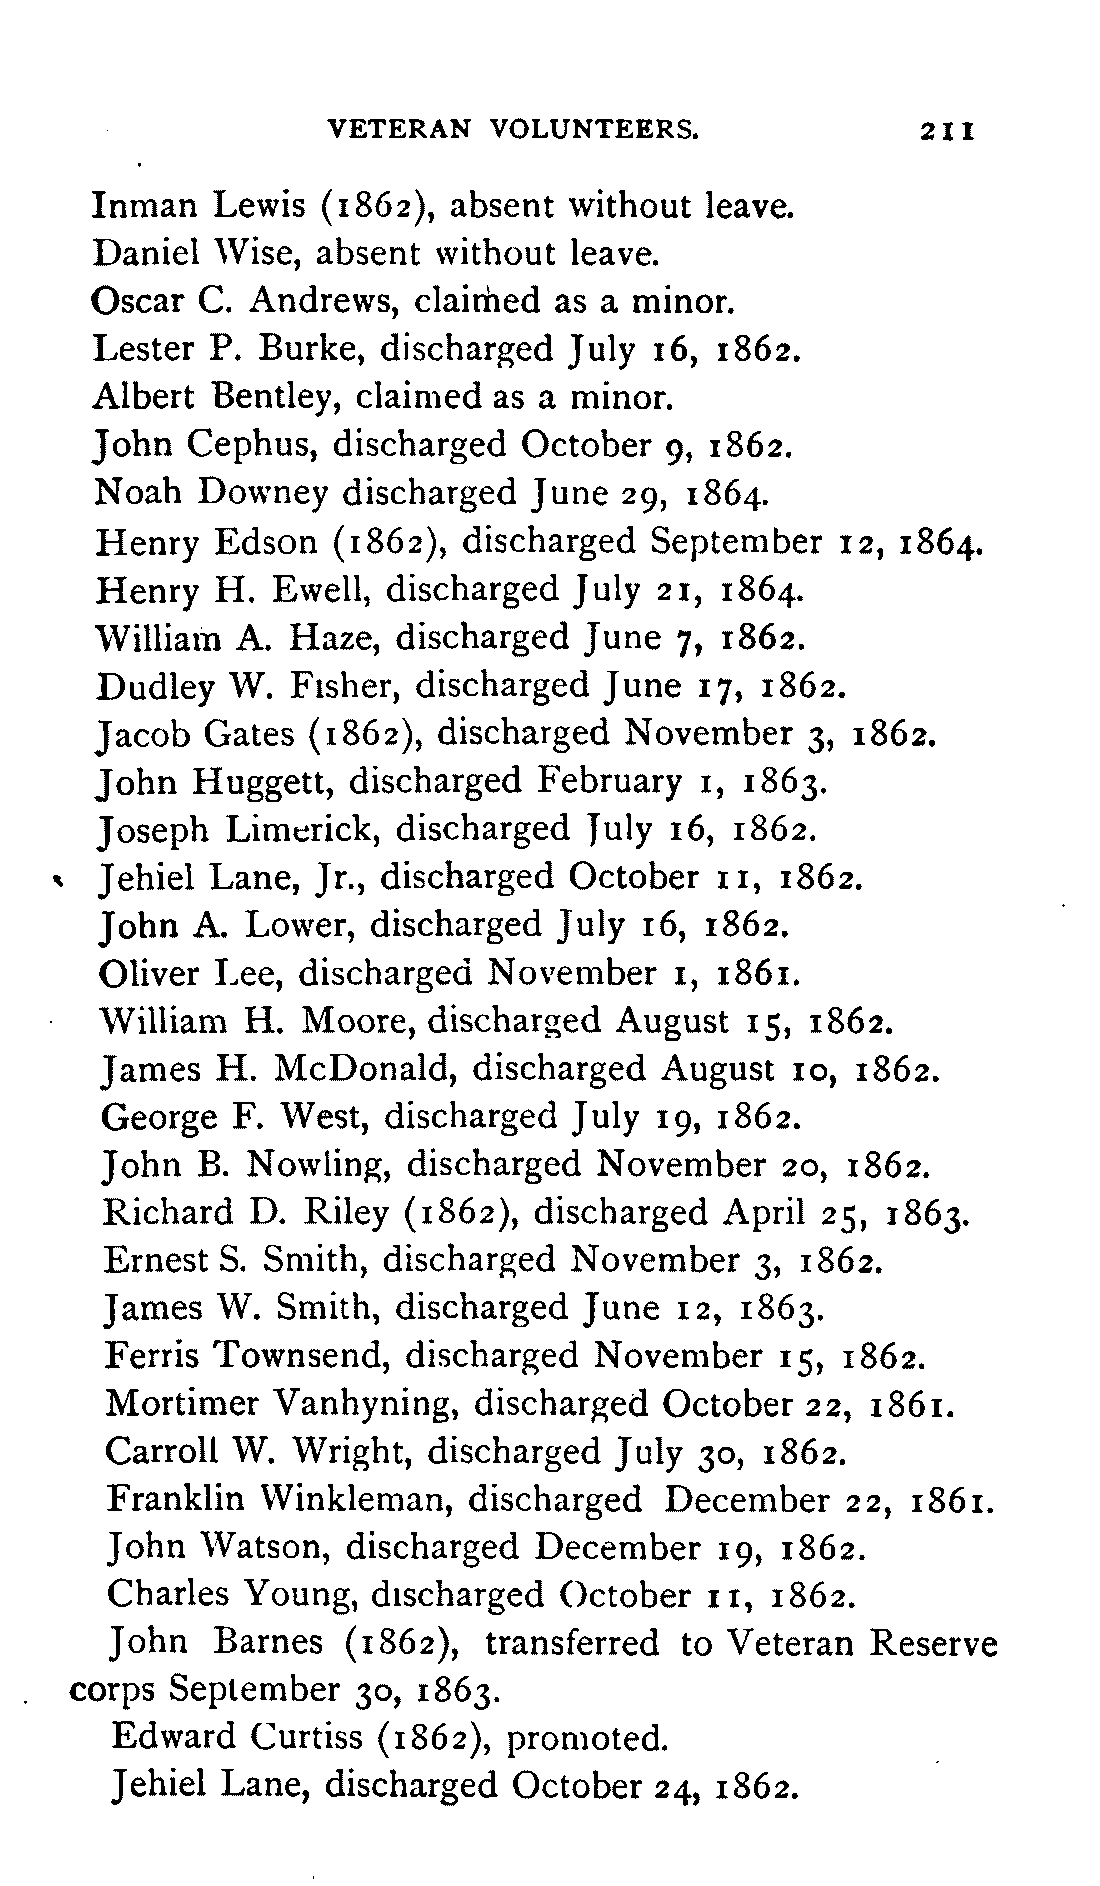 VETERAN VOLUNTEERS. 211
Inman Lewis (1862), absent without leave.
Daniel Wise, absent without leave.
Oscar C. Andrews, claimed as a minor.
Lester P. Burke, discharged July 16, 1862.
Albert Bentley, claimed as a minor.
John Cephus, discharged October 9, 1862.
Noah Downey discharged June 29, 1864.
Henry Edson (1862), discharged September 12, 1864.
Henry H. Ewell, discharged July 21, 1864.
William A. Haze, discharged June 7, 1862.
Dudley W. Fisher, discharged June 17, 1862.
Jacob Gates (1862), discharged November 3, 1862.
John Huggett, discharged February 1, 1863.
Joseph Limerick, discharged July 16, 1862.
Jehiel Lane, Jr., discharged October 11, 1862.
John A. Lower, discharged July 16, 1862.
Oliver Lee, discharged November 1, 1861.
William H. Moore, discharged August 15, 1862.
James H. McDonald, discharged August 10, 1862.
George F. West, discharged July 19, 1862.
John B. Nowling, discharged November 20, 1862.
Richard D. Riley (1862), discharged April 25, 1863.
Ernest S. Smith, discharged November 3, 1862.
James W. Smith, discharged June 12, 1863.
Ferris Townsend, discharged November 15, 1862.
Mortimer Vanhyning, discharged October 22, 1861.
Carroll W. Wright, discharged July 30, 1862.
Franklin Winkleman, discharged December 22, 1861.
John Watson, discharged December 19, 1862.
Charles Young, discharged October 11, 1862.
John Barnes (1862), transferred to Veteran Reserve
corps September 30, 1863.
Edward Curtiss (1862), promoted.
Jehiel Lane, discharged October 24, 1862.